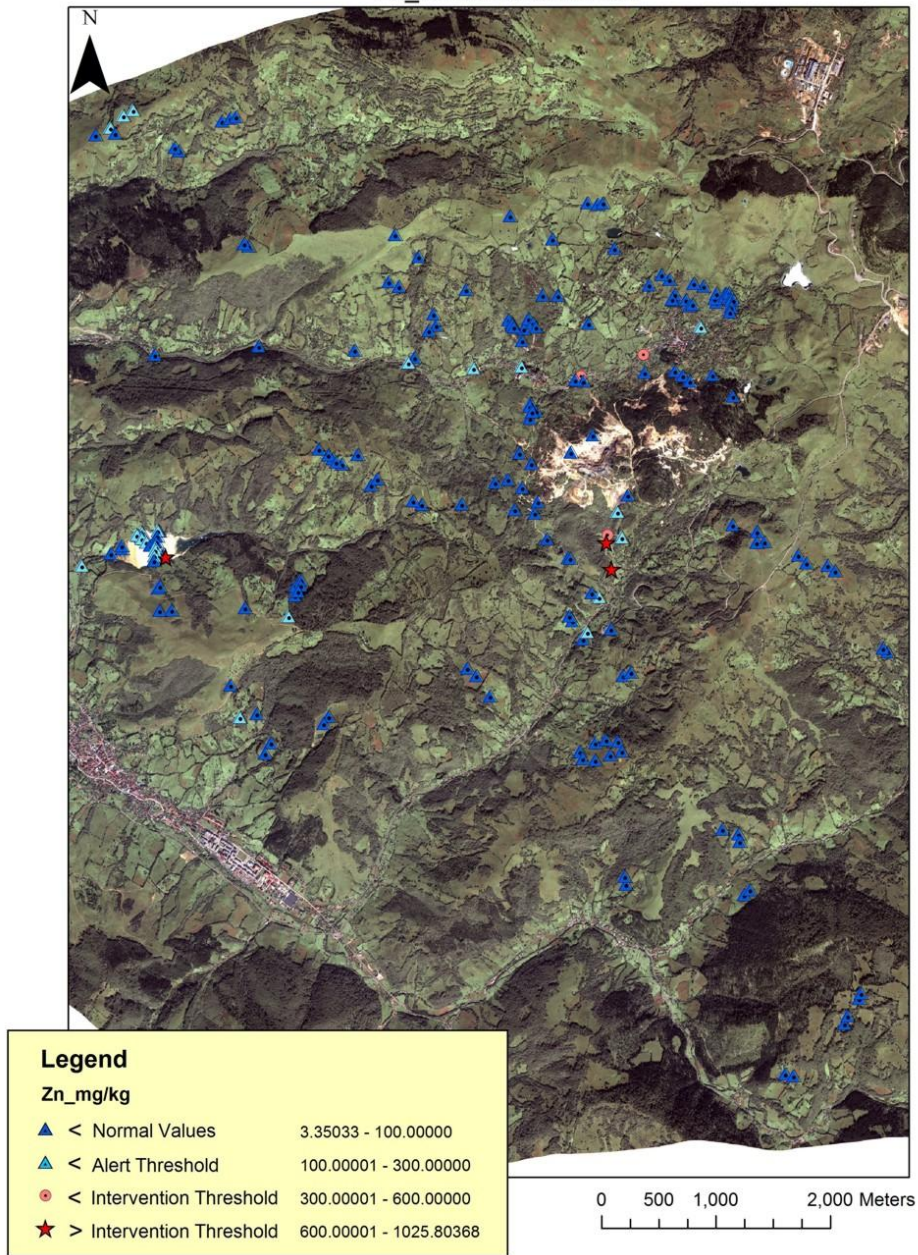 N
Legend
Zn_mg/kg
< Normal Values 3.35033 - 100.00000
< Alert Threshold 100.00001 - 300.00000
< Intervention Threshold 300.00001 - 600.00000
> Intervention Threshold 600.00001 - 1025.80368
0 500 1,000 2,000 Meters